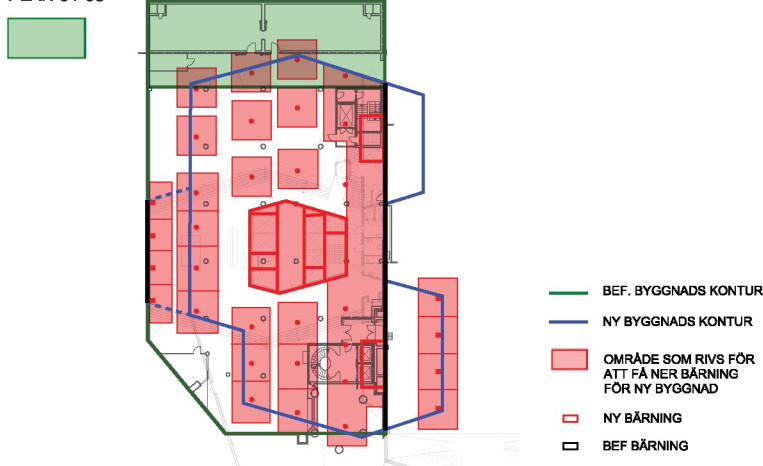 BEF. BYGGNADS KONTUR
NY BYGGNADS KONTUR
OMRÅDE SOM RIVS FÖR
ATT FÅ NER BÄRNING
FÖR NY BYGGNAD
NY BÄRNING
BEF BÄRNING